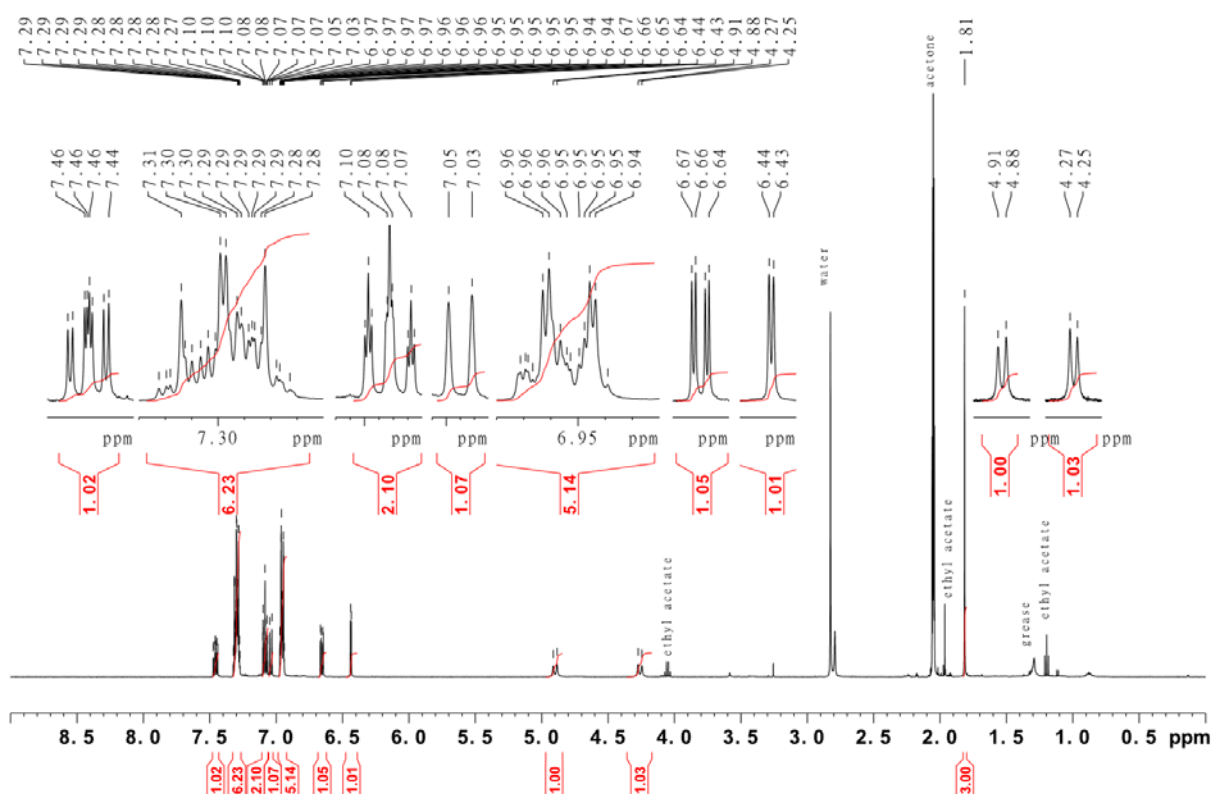 7.29 7.29 7.29 7.29 7.28 7.28 7.28 7.28 7.27 7.10 7.10 7.10 7.08 7.08 7.07 7.07 7.05 7.03 6.97 6.97 6.97 6.97 6.96 6.96 6.96 6.95 6.95 6.95 6.95 6.95 6.94 6.94 6.67 6.66 6.65 6.64 6.44 6.43 4.91 4.88 4.27 4.25
acetone
1.81
7.46 7.46 7.46 7.44
7.31 7.30 7.30 7.29 7.29 7.29 7.29 7.29 7.28 7.28
7.10 7.08 7.08 7.07
7.05 7.03
6.96 6.96 6.96 6.95 6.95 6.95 6.95 6.94
6.67 6.66 6.64
6.44 6.43
4.91 4.88
4.27 4.25
water
ppm 7.30 ppm ppm ppm 6.95 ppm ppm ppm ppm ppm
1.02 6.23 2.10 1.07 5.14 1.05 1.01 1.00 1.03
ethyl acetate
ethyl acetate
grease
ethyl acetate
8.5 8.0 7.5 7.0 6.5 6.0 5.5 5.0 4.5 4.0 3.5 3.0 2.5 2.0 1.5 1.0 0.5 ppm
1.02 6.23 2.10 1.07 5.14 1.05 1.01 1.00 1.03 3.00